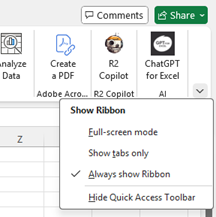 Comments Share
Analyze Create R2 ChatGPT
Data a PDF Copilot for Excel
Adobe Acro... R2 Copilot AI
Show Ribbon
Z
Full-screen mode
Show tabs only
Always show Ribbon
Hide Quick Access Toolbar